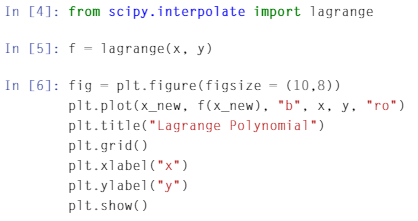 In [4]: from scipy.interpolate import lagrange
In [5]: f = lagrange(x, y)
In [6]: fig = plt.figure(figsize = (10,8))
plt.plot(x_new, f(x_new), "b", x, y, "ro")
plt.title("Lagrange Polynomial")
plt.grid()
plt.xlabel("x")
plt.ylabel("y")
plt.show()